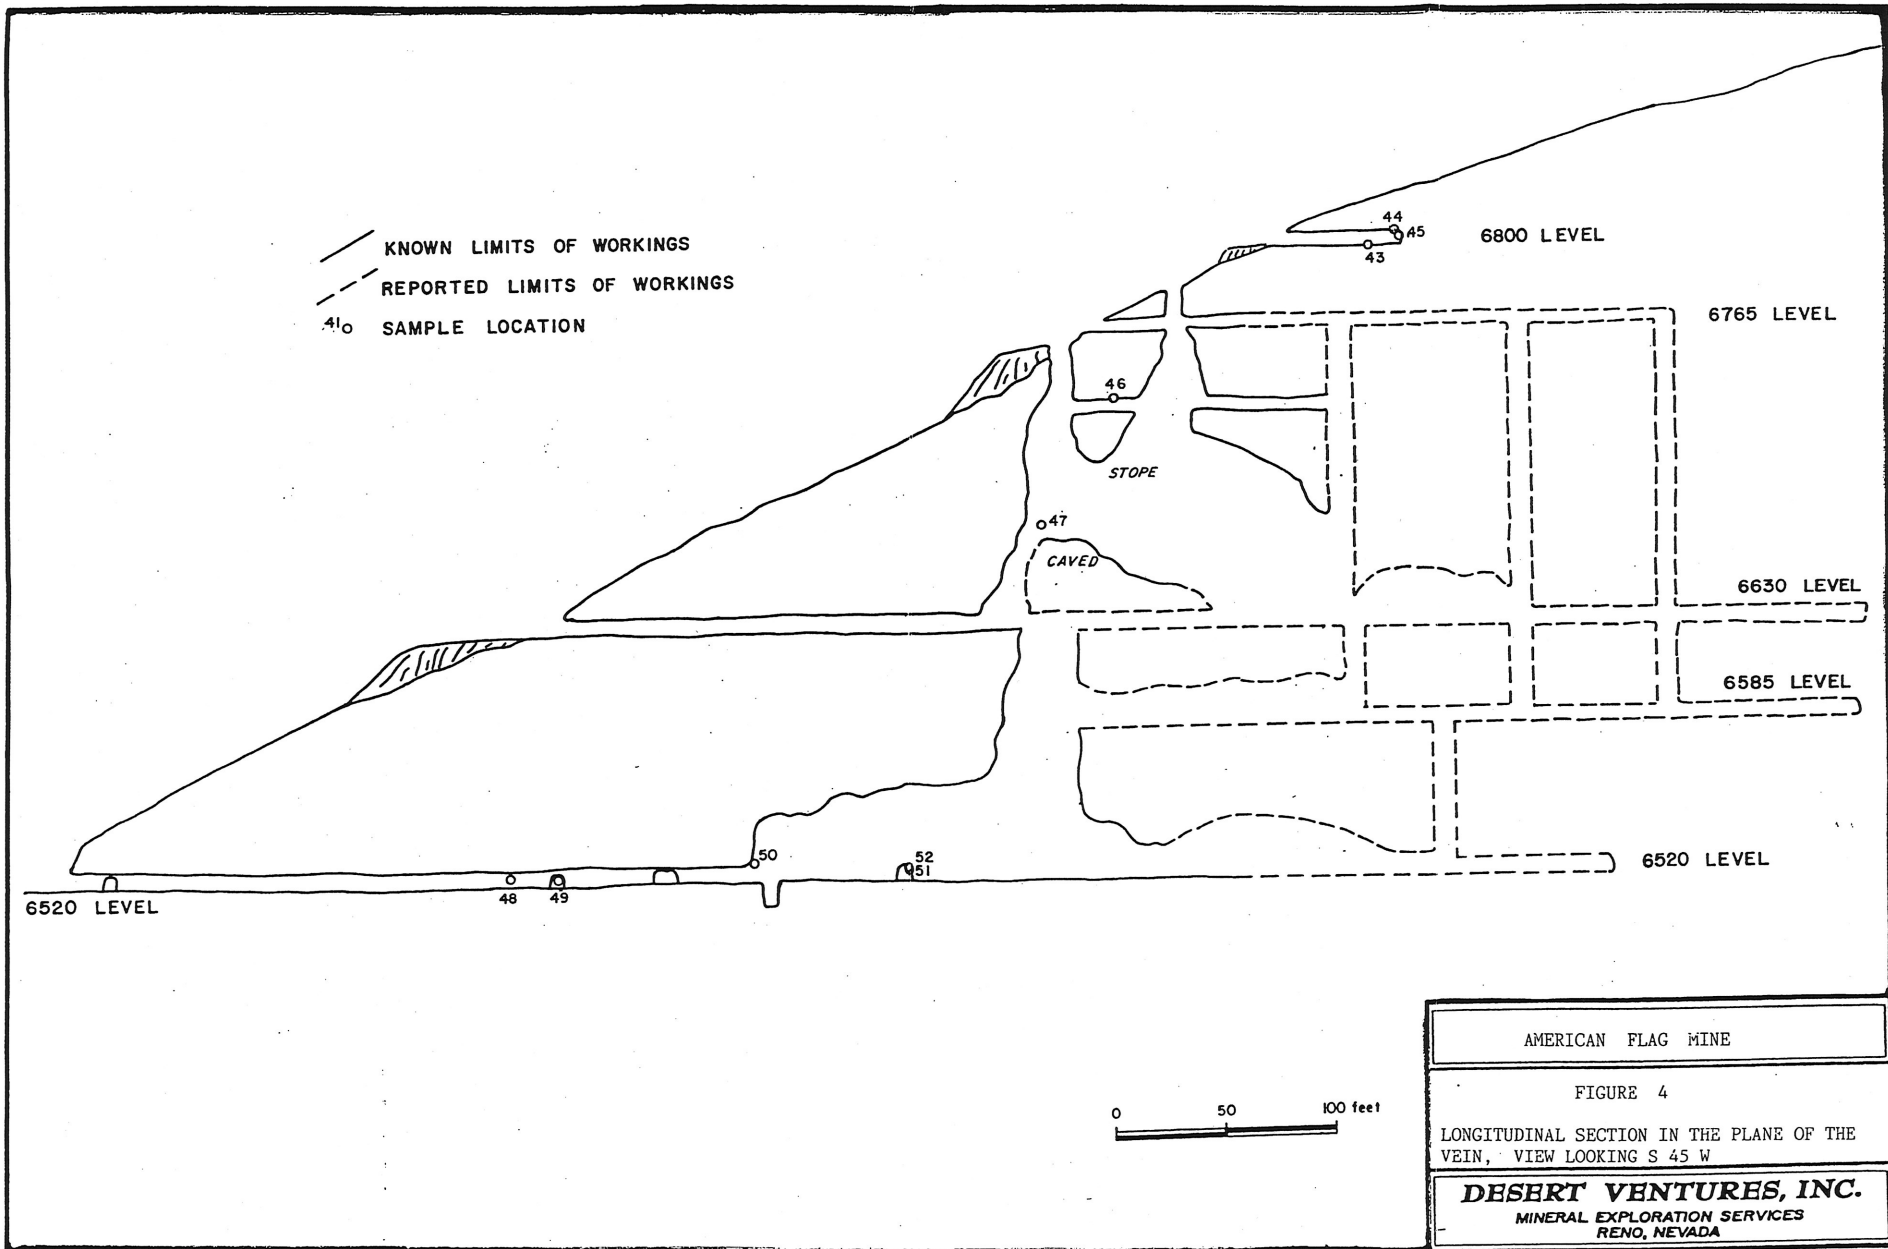 KNOWN LIMITS OF WORKINGS
REPORTED LIMITS OF WORKINGS
41 SAMPLE LOCATION
44
45
43
6800 LEVEL
6765 LEVEL
46
STOPE
47
CAVED
6630 LEVEL
6585 LEVEL
50
52
51
6520 LEVEL
48
49
6520 LEVEL
0 50 100 feet
AMERICAN FLAG MINE
FIGURE 4
LONGITUDINAL SECTION IN THE PLANE OF THE
VEIN, VIEW LOOKING S 45 W
DESERT VENTURES, INC.
MINERAL EXPLORATION SERVICES
RENO, NEVADA